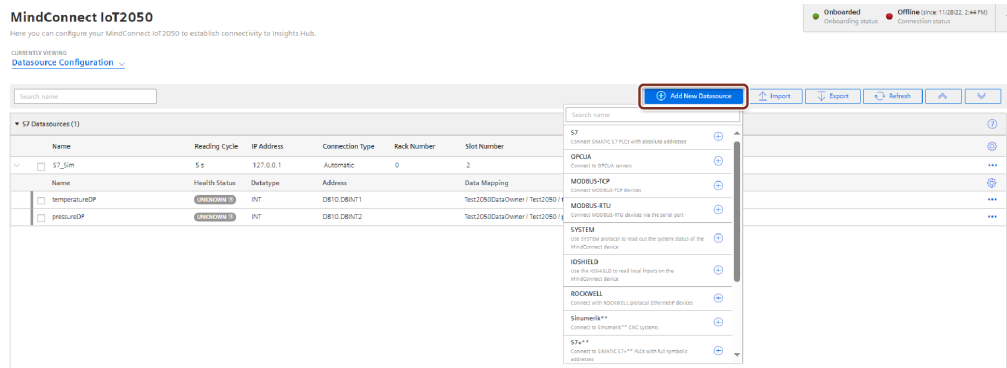 MindConnect IoT2050
Here you can configure your MindConnect IoT2050 to establish connectivity to Insights Hub.
Onboarded
Onboarding status
Offline (since: 11/28/22, 2:44 PM)
Connection status
CURRENTLY VIEWING
Datasource Configuration
Search name
Add New Datasource
Import
Export
Refresh
Search name
S7 Datasources (1)
Name Reading Cycle IP Address Connection Type Rack Number Slot Number
S7_Sim 5 s 127.0.0.1 Automatic 0 2
Name Health Status Datatype Address Data Mapping
temperatureDP UNKNOWN INT DB10.DBINT1 Test2050DataOwner / Test2050 /
pressureDP UNKNOWN INT DB10.DBINT2 Test2050DataOwner / Test2050 /
S7
Connect SIMATIC S7 PLCs with absolute addresses
OPCUA
Connect to OPCUA servers
MODBUS-TCP
Connect MODBUS-TCP devices
MODBUS-RTU
Connect MODBUS-RTU devices via the serial port
SYSTEM
Use SYSTEM protocol to read out the system status of the
MindConnect device
IOSHIELD
Use the IOSHIELD to read local inputs on the
MindConnect device
ROCKWELL
Connect with ROCKWELL protocol EthernetIP devices
Sinumerik**
Connect to Sinumerik** CNC systems
S7+**
Connect to SIMATIC S7+** PLCs with full symbolic
addresses